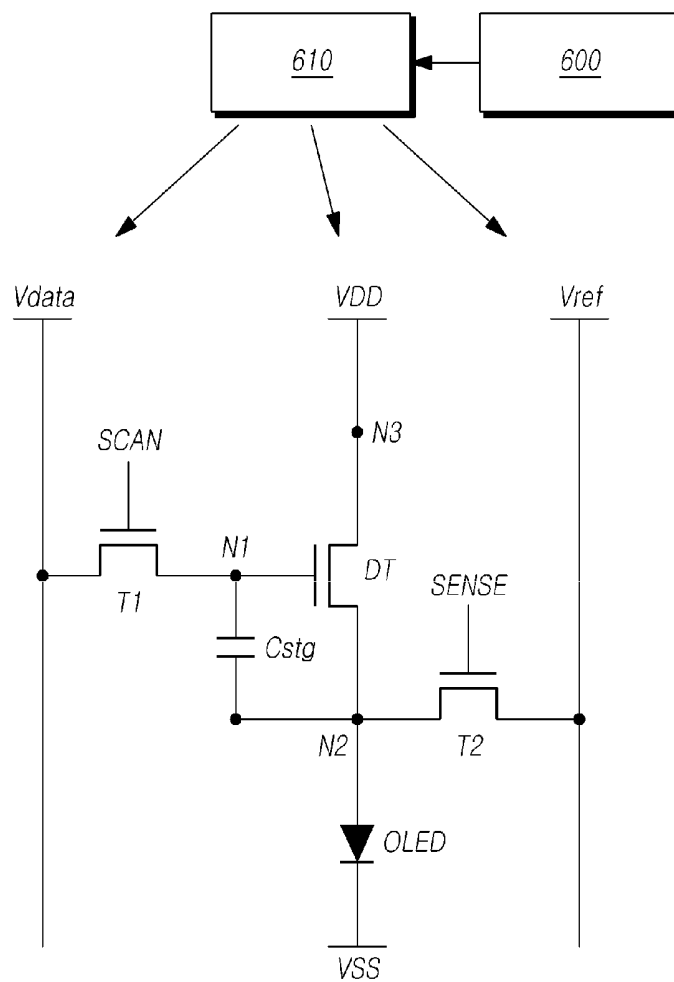 610
600
Vdata
VDD
Vref
N3
SCAN
N1
DT
T1
SENSE
Cstg
N2
T2
OLED
VSS